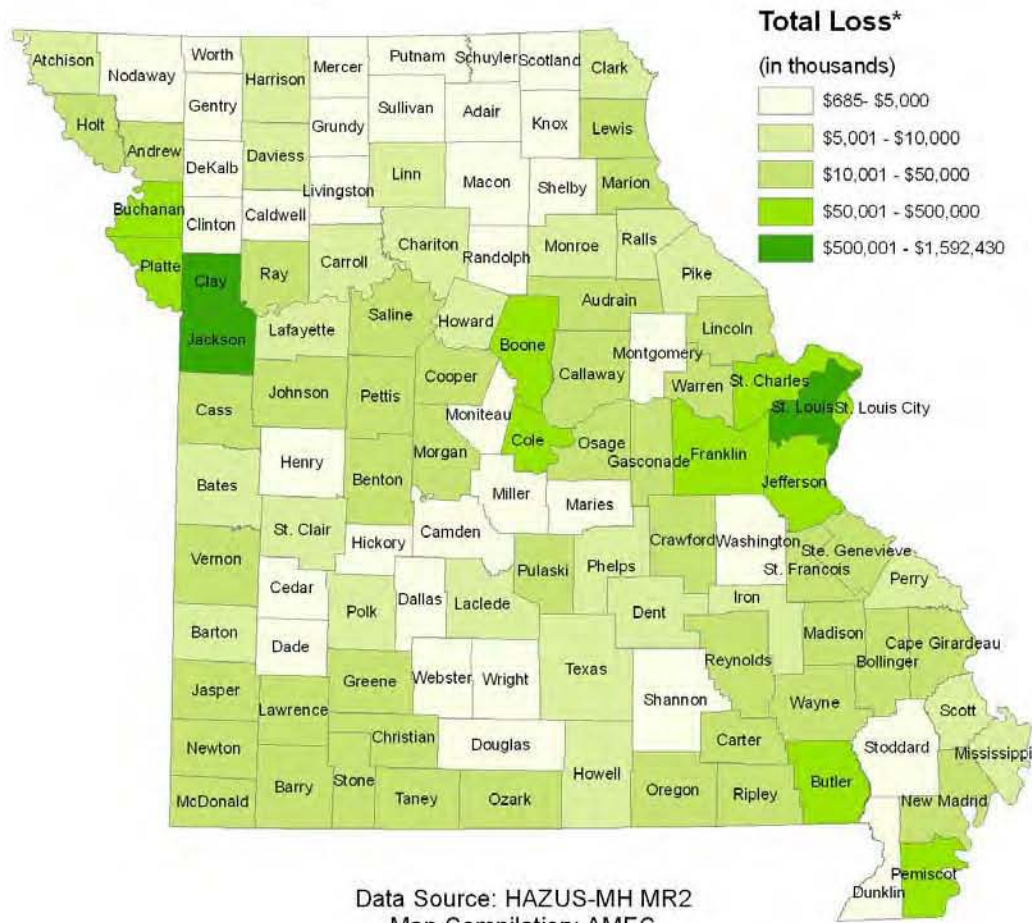 Total Loss*
(in thousands)
$685- $5,000
$5,001 - $10,000
$10,001 - $50,000
$50,001 - $500,000
$500,001 - $1,592,430
Atchison
Nodaway
Worth
Harrison
Mercer
Putnam
Schuyler
Scotland
Clark
Gentry
Sullivan
Adair
Knox
Lewis
Holt
Andrew
DeKalb
Daviess
Grundy
Livingston
Linn
Macon
Shelby
Marion
Buchanan
Clinton
Caldwell
Chariton
Randolph
Monroe
Ralls
Platte
Clay
Ray
Carroll
Pike
Audrain
Jackson
Lafayette
Saline
Howard
Boone
Lincoln
Montgomery
Callaway
Warren
St. Charles
St. Louis
St. Louis City
Cass
Johnson
Pettis
Cooper
Moniteau
Cole
Osage
Gasconade
Franklin
Jefferson
Morgan
Bates
Henry
Benton
Miller
Maries
St. Clair
Hickory
Camden
Crawford
Washington
Ste. Genevieve
St. Francois
Vernon
Cedar
Polk
Dallas
Laclede
Pulaski
Phelps
Perry
Dent
Iron
Barton
Dade
Madison
Cape Girardeau
Bollinger
Jasper
Greene
Webster
Wright
Texas
Reynolds
Shannon
Lawrence
Wayne
Scott
Newton
Christian
Douglas
Carter
Stoddard
Mississippi
McDonald
Barry
Stone
Taney
Ozark
Howell
Oregon
Ripley
Butler
New Madrid
Pemiscot
Dunklin
Data Source: HAZUS-MH MR2
Map Compilation: AMEC